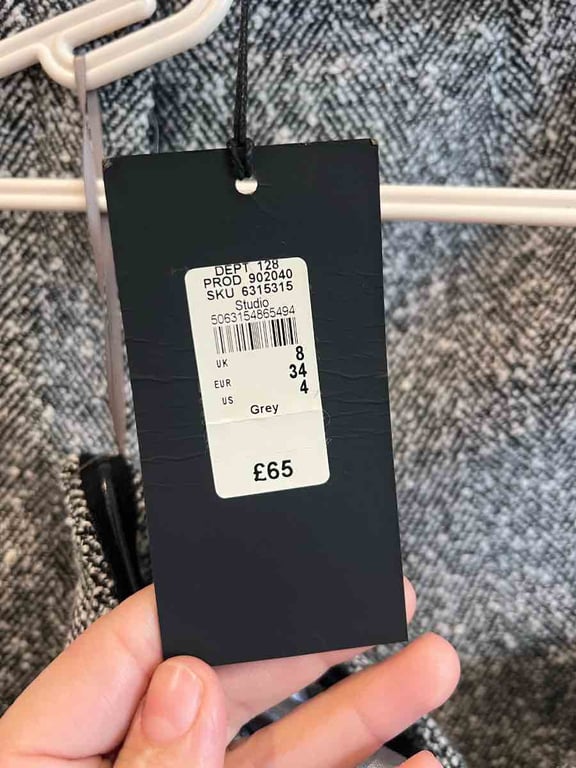 DEPT 128
PROD 902040
SKU 6315315
Studio
5063154865494
UK 8
EUR 34
US 4
Grey
£65